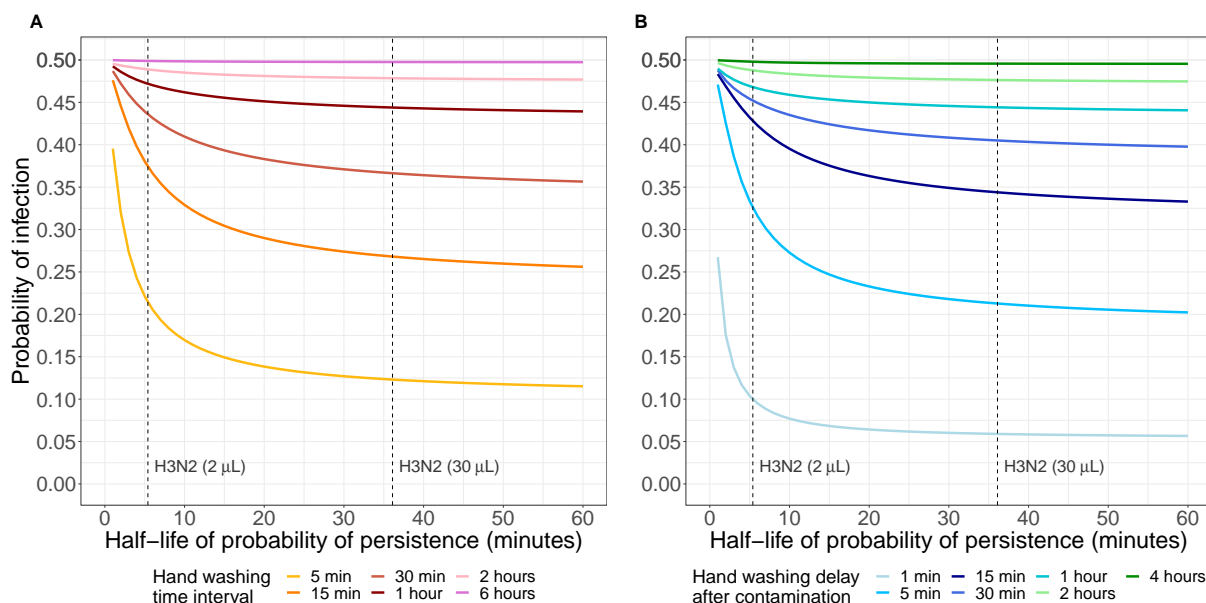 A
B
Probability of infection
0.50
0.45
0.40
0.35
0.30
0.25
0.20
0.15
0.10
0.05
0.00
H3N2 (2 μL)
H3N2 (30 μL)
0 10 20 30 40 50 60
Half−life of probability of persistence (minutes)
Hand washing
time interval
5 min
15 min
30 min
1 hour
2 hours
6 hours
0.50
0.45
0.40
0.35
0.30
0.25
0.20
0.15
0.10
0.05
0.00
H3N2 (2 μL)
H3N2 (30 μL)
0 10 20 30 40 50 60
Half−life of probability of persistence (minutes)
Hand washing delay
after contamination
1 min
5 min
15 min
30 min
1 hour
2 hours
4 hours